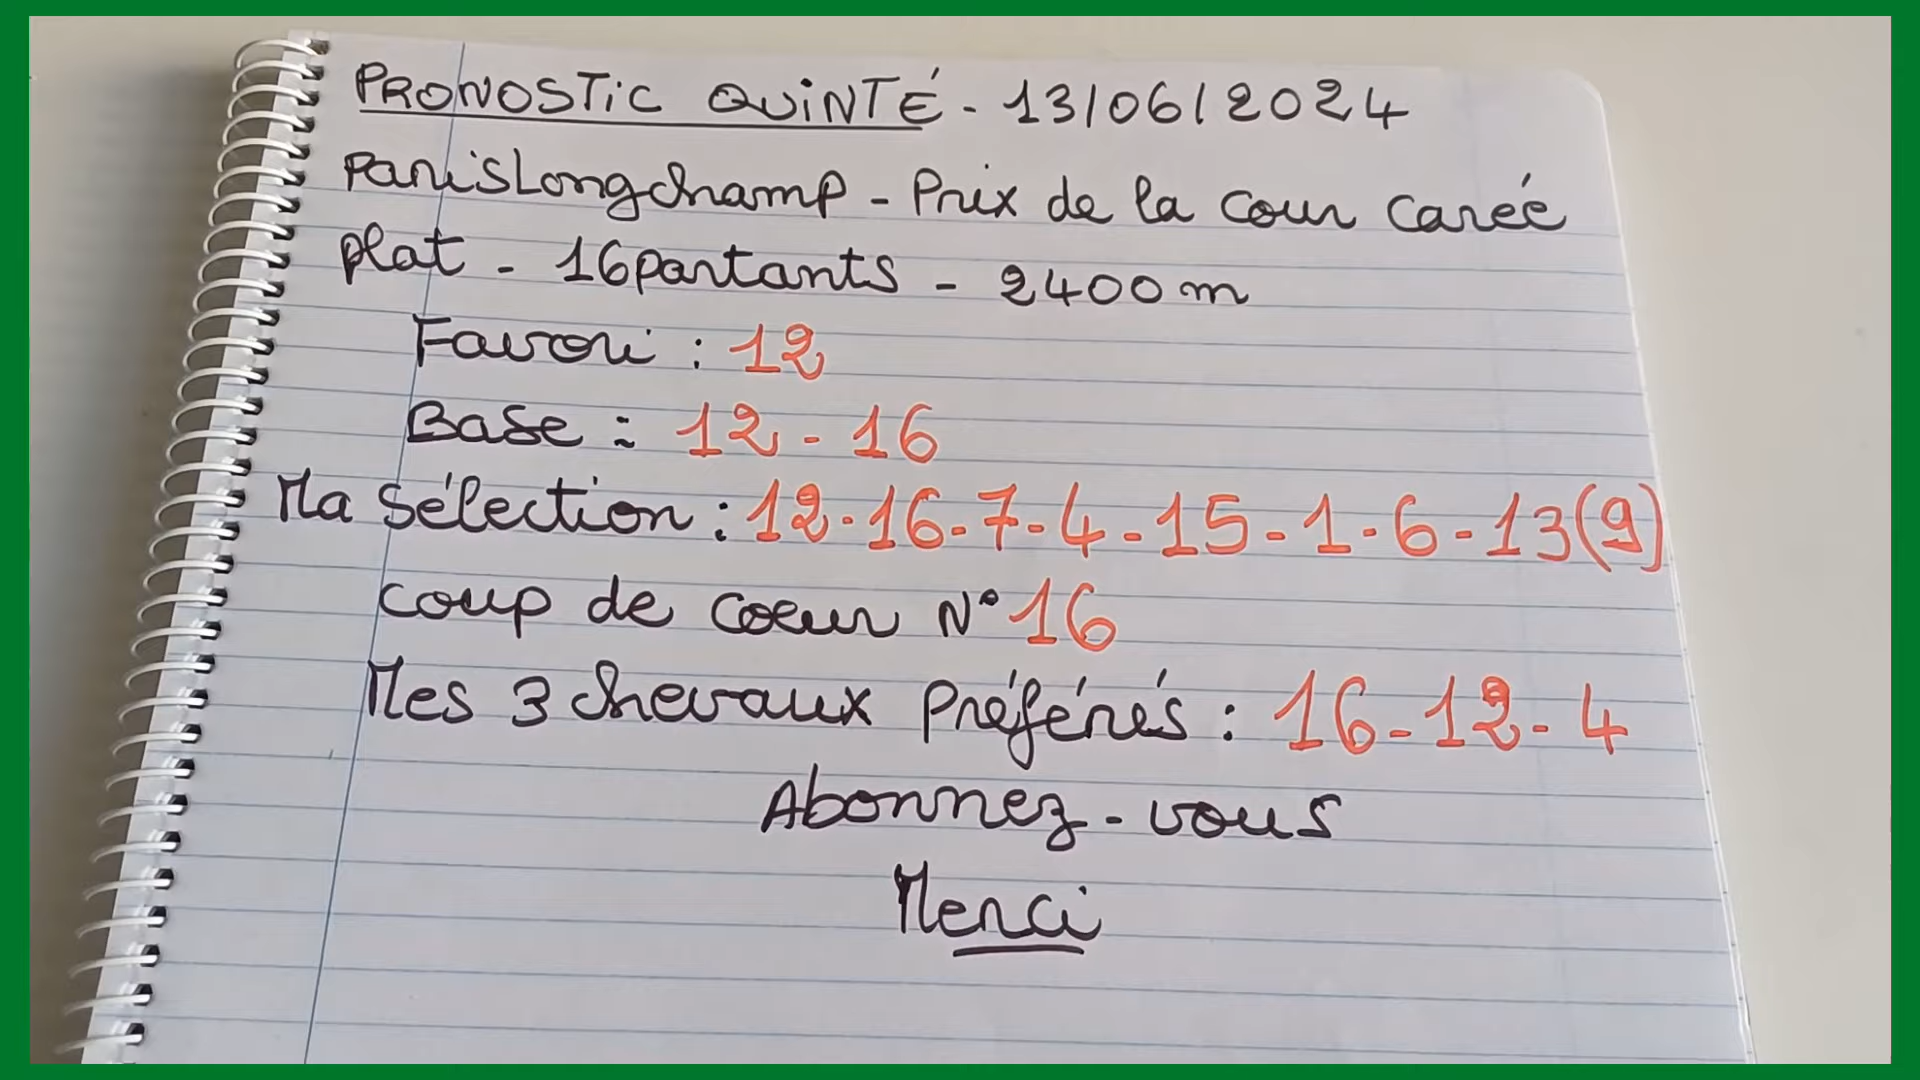 PRONOSTIC QUINTÉ - 13/06/2024
ParisLongchamp - Prix de la Cour Carée
plat - 16 partants - 2400 m
Favori : 12
Base : 12 - 16
Ma Sélection : 12 - 16 - 7 - 4 - 15 - 1 - 6 - 13 (9)
coup de coeur N° 16
Mes 3 chevaux préférés : 16 - 12 - 4
Abonnez-vous
Merci